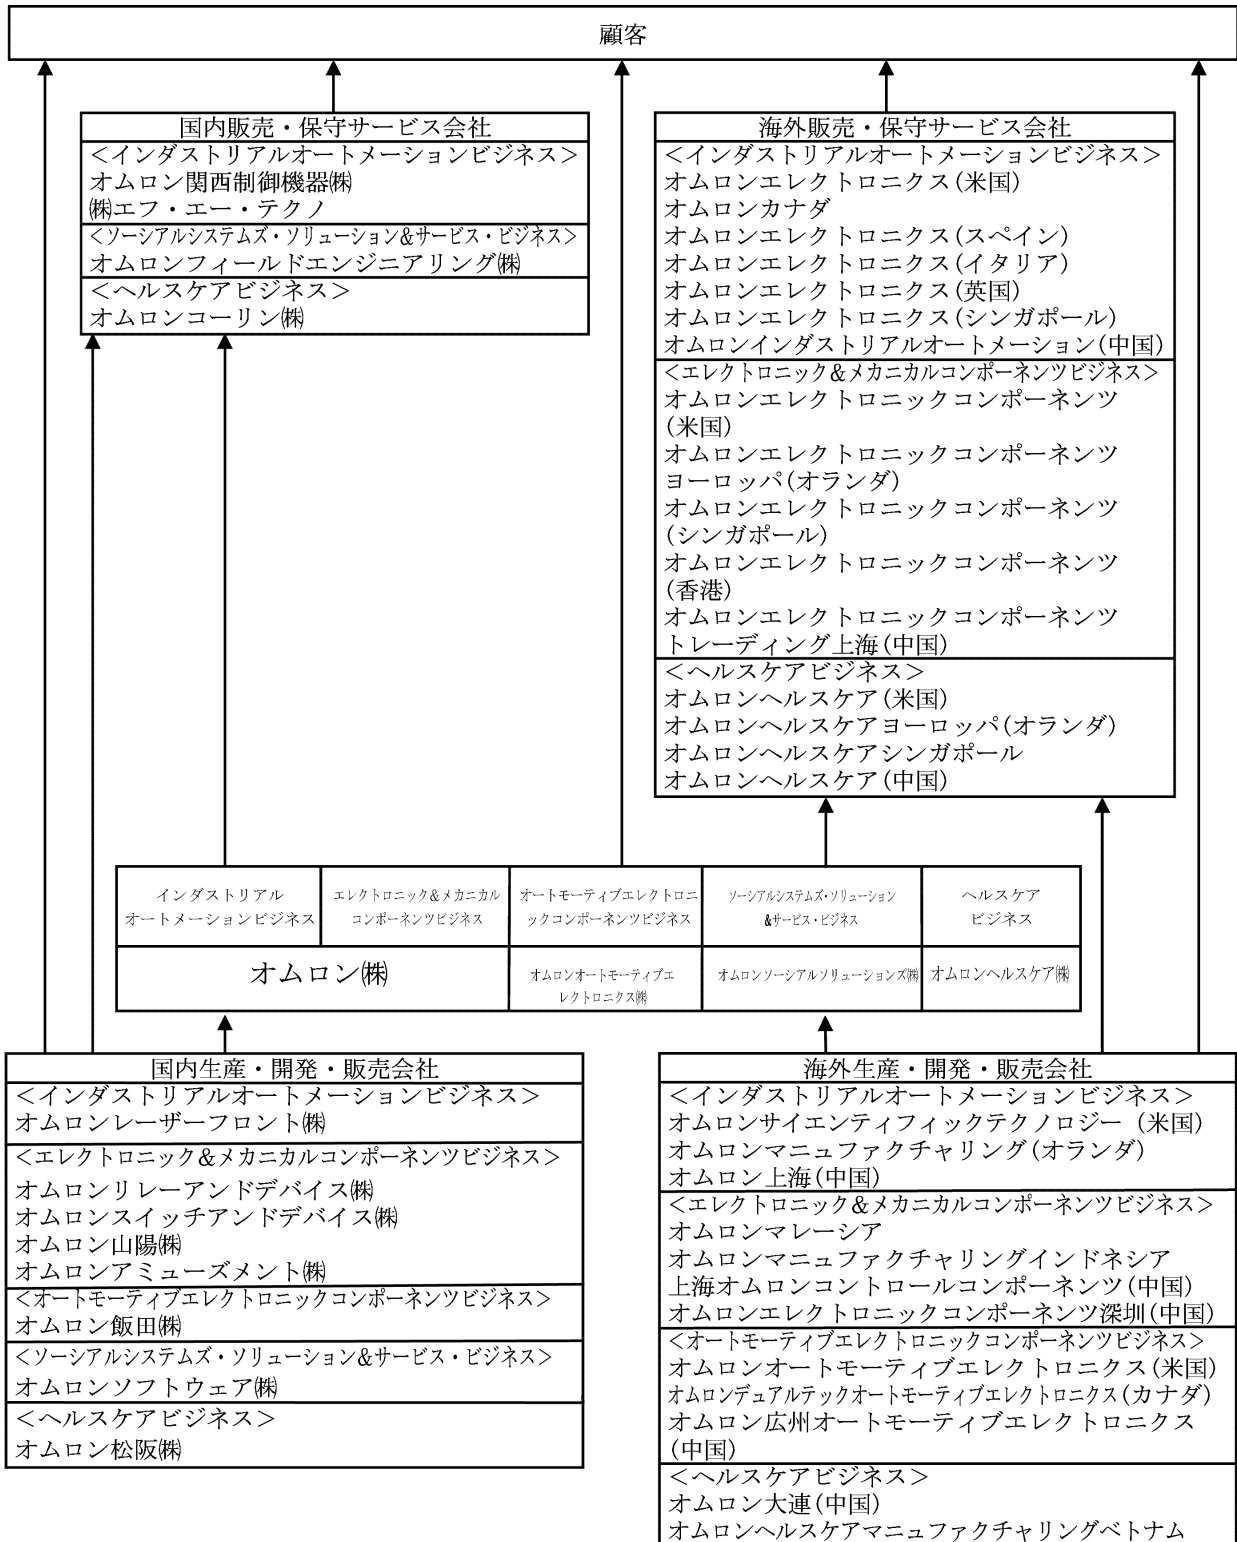 顧客
国内販売・保守サービス会社
＜インダストリアルオートメーションビジネス＞
オムロン関西制御機器㈱
㈱エフ・エー・テクノ
＜ソーシアルシステムズ・ソリューション&サービス・ビジネス＞
オムロンフィールドエンジニアリング㈱
＜ヘルスケアビジネス＞
オムロンコーリン㈱
海外販売・保守サービス会社
＜インダストリアルオートメーションビジネス＞
オムロンエレクトロニクス(米国)
オムロンカナダ
オムロンエレクトロニクス(スペイン)
オムロンエレクトロニクス(イタリア)
オムロンエレクトロニクス(英国)
オムロンエレクトロニクス(シンガポール)
オムロンインダストリアルオートメーション(中国)
＜エレクトロニック&メカニカルコンポーネンツビジネス＞
オムロンエレクトロニックコンポーネンツ
(米国)
オムロンエレクトロニックコンポーネンツ
ヨーロッパ(オランダ)
オムロンエレクトロニックコンポーネンツ
(シンガポール)
オムロンエレクトロニックコンポーネンツ
(香港)
オムロンエレクトロニックコンポーネンツ
トレーディング上海(中国)
＜ヘルスケアビジネス＞
オムロンヘルスケア(米国)
オムロンヘルスケアヨーロッパ(オランダ)
オムロンヘルスケアシンガポール
オムロンヘルスケア(中国)
インダストリアル
オートメーションビジネス
エレクトロニック&メカニカル
コンポーネンツビジネス
オートモーティブエレクトロニ
ックコンポーネンツビジネス
ソーシアルシステムズ・ソリューション
&サービス・ビジネス
ヘルスケア
ビジネス
オムロン㈱
オムロンオートモーティブエ
レクトロニクス㈱
オムロンソーシアルソリューションズ㈱
オムロンヘルスケア㈱
国内生産・開発・販売会社
＜インダストリアルオートメーションビジネス＞
オムロンレーザーフロント㈱
＜エレクトロニック&メカニカルコンポーネンツビジネス＞
オムロンリレーアンドデバイス㈱
オムロンスイッチアンドデバイス㈱
オムロン山陽㈱
オムロンアミューズメント㈱
＜オートモーティブエレクトロニックコンポーネンツビジネス＞
オムロン飯田㈱
＜ソーシアルシステムズ・ソリューション&サービス・ビジネス＞
オムロンソフトウェア㈱
＜ヘルスケアビジネス＞
オムロン松阪㈱
海外生産・開発・販売会社
＜インダストリアルオートメーションビジネス＞
オムロンサイエンティフィックテクノロジー (米国)
オムロンマニュファクチャリング(オランダ)
オムロン上海(中国)
＜エレクトロニック&メカニカルコンポーネンツビジネス＞
オムロンマレーシア
オムロンマニュファクチャリングインドネシア
上海オムロンコントロールコンポーネンツ(中国)
オムロンエレクトロニックコンポーネンツ深圳(中国)
＜オートモーティブエレクトロニックコンポーネンツビジネス＞
オムロンオートモーティブエレクトロニクス(米国)
オムロンデュアルテックオートモーティブエレクトロニクス(カナダ)
オムロン広州オートモーティブエレクトロニクス
(中国)
＜ヘルスケアビジネス＞
オムロン大連(中国)
オムロンヘルスケアマニュファクチャリングベトナム